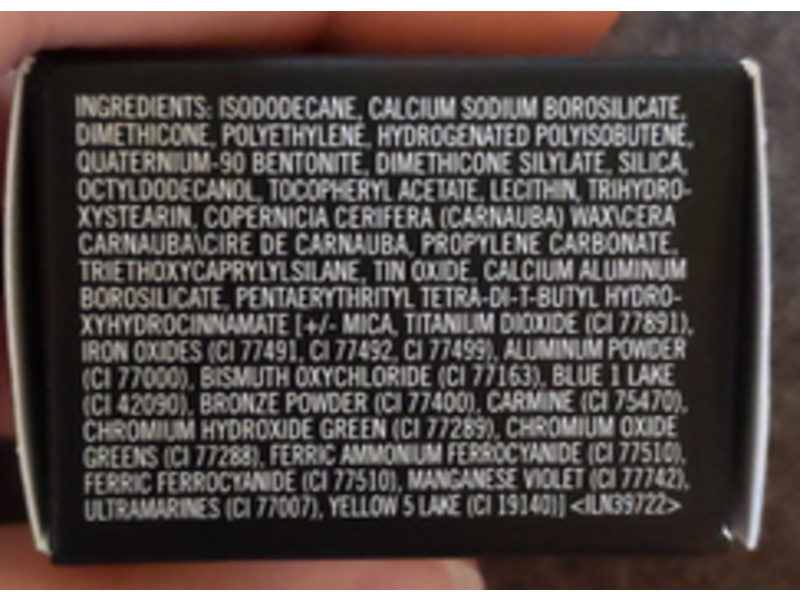 INGREDIENTS: ISODODECANE, CALCIUM SODIUM BOROSILICATE,
DIMETHICONE, POLYETHYLENE, HYDROGENATED POLYISOBUTENE,
QUATERNIUM-90 BENTONITE, DIMETHICONE SILYLATE, SILICA,
OCTYLDODECANOL, TOCOPHERYL ACETATE, LECITHIN, TRIHYDRO-
XYSTEARIN, COPERNICIA CERIFERA (CARNAUBA) WAX\CERA
CARNAUBA\CIRE DE CARNAUBA, PROPYLENE CARBONATE,
TRIETHOXYCAPRYLYLSILANE, TIN OXIDE, CALCIUM ALUMINUM
BOROSILICATE, PENTAERYTHRITYL TETRA-DI-T-BUTYL HYDRO-
XYHYDROCINNAMATE [+/- MICA, TITANIUM DIOXIDE (CI 77891),
IRON OXIDES (CI 77491, CI 77492, CI 77499), ALUMINUM POWDER
(CI 77000), BISMUTH OXYCHLORIDE (CI 77163), BLUE 1 LAKE
(CI 42090), BRONZE POWDER (CI 77400), CARMINE (CI 75470),
CHROMIUM HYDROXIDE GREEN (CI 77289), CHROMIUM OXIDE
GREENS (CI 77288), FERRIC AMMONIUM FERROCYANIDE (CI 77510),
FERRIC FERROCYANIDE (CI 77510), MANGANESE VIOLET (CI 77742),
ULTRAMARINES (CI 77007), YELLOW 5 LAKE (CI 19140)] <ILN39722>